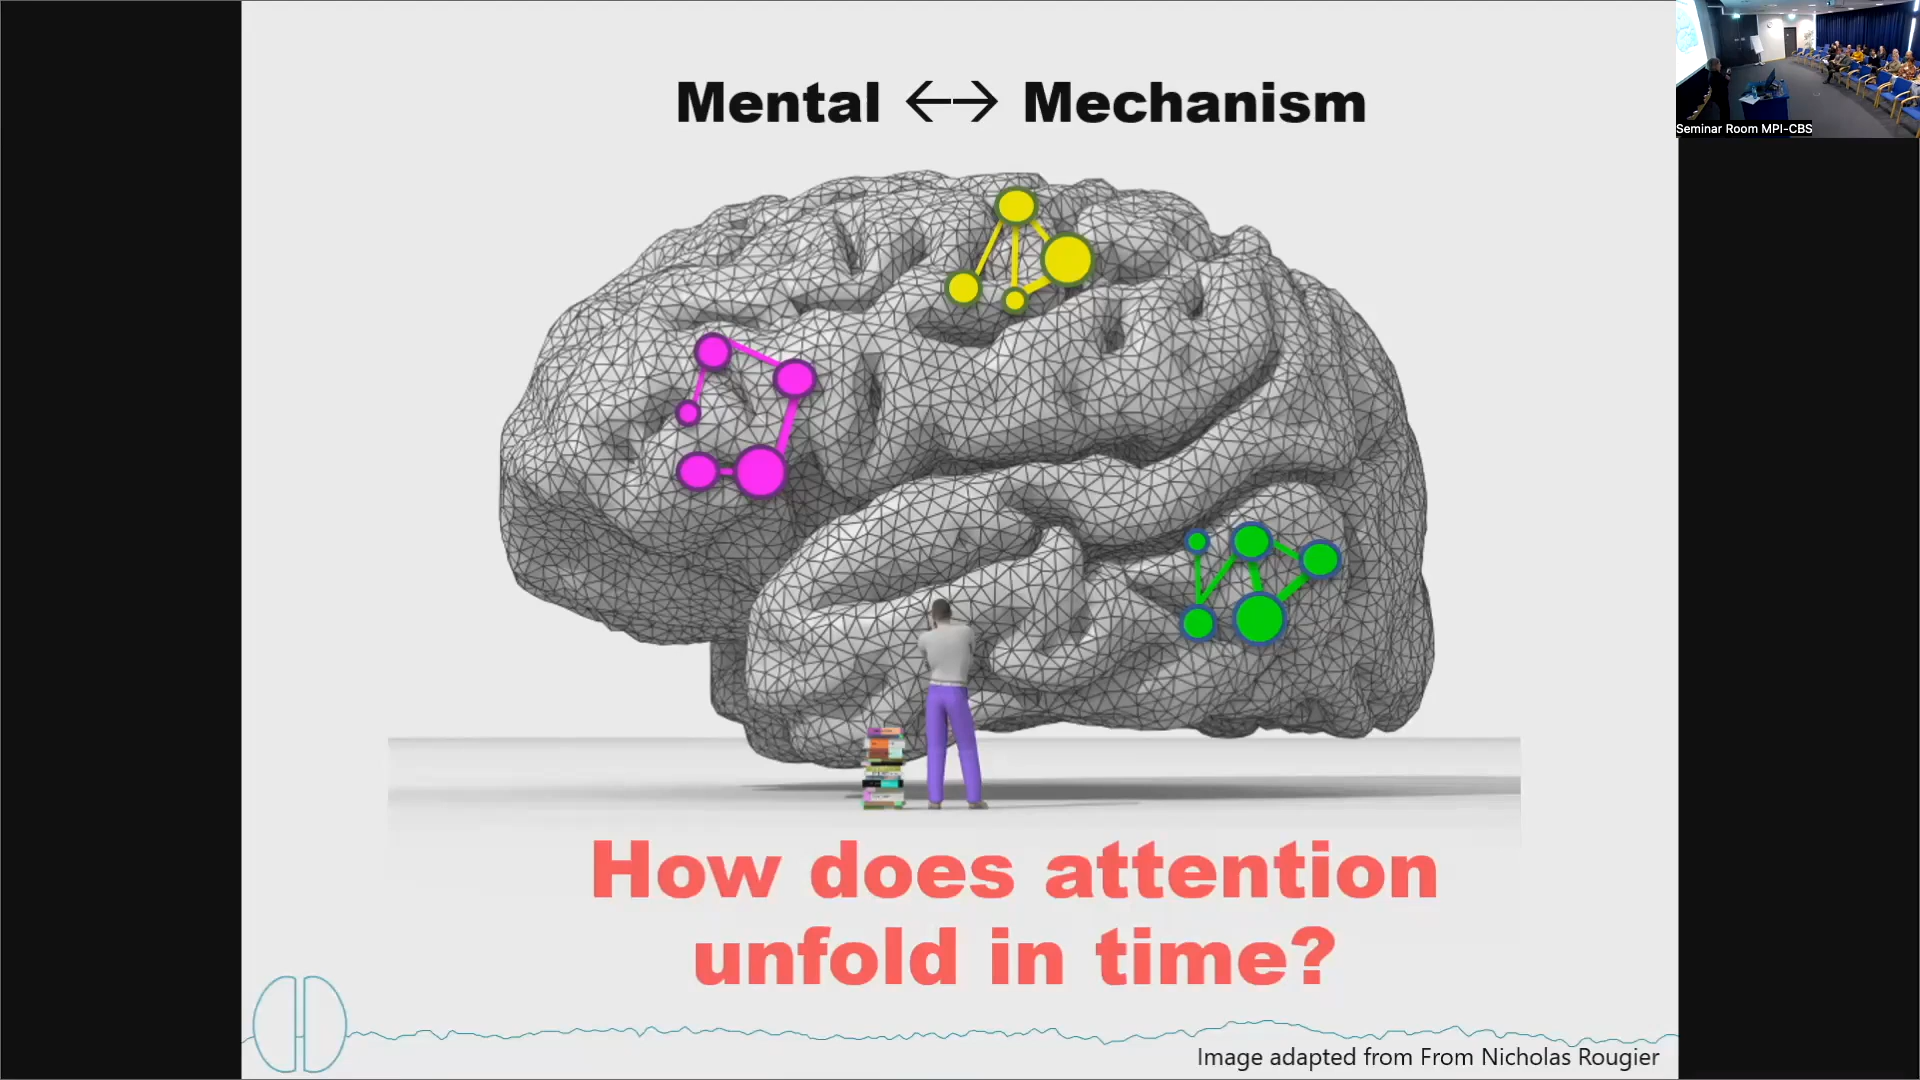 Mental <--> Mechanism
Seminar Room MPI-CBS
How does attention
unfold in time?
Image adapted from From Nicholas Rougier